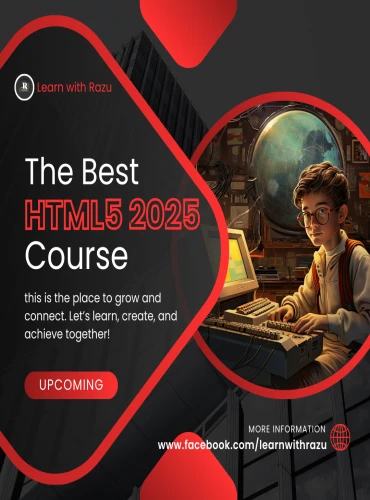 R
Learn with Razu
The Best
HTML5 2025
Course
this is the place to grow and
connect. Let's learn, create, and
achieve together!
UPCOMING
MORE INFORMATION
www.facebook.com/learnwithrazu